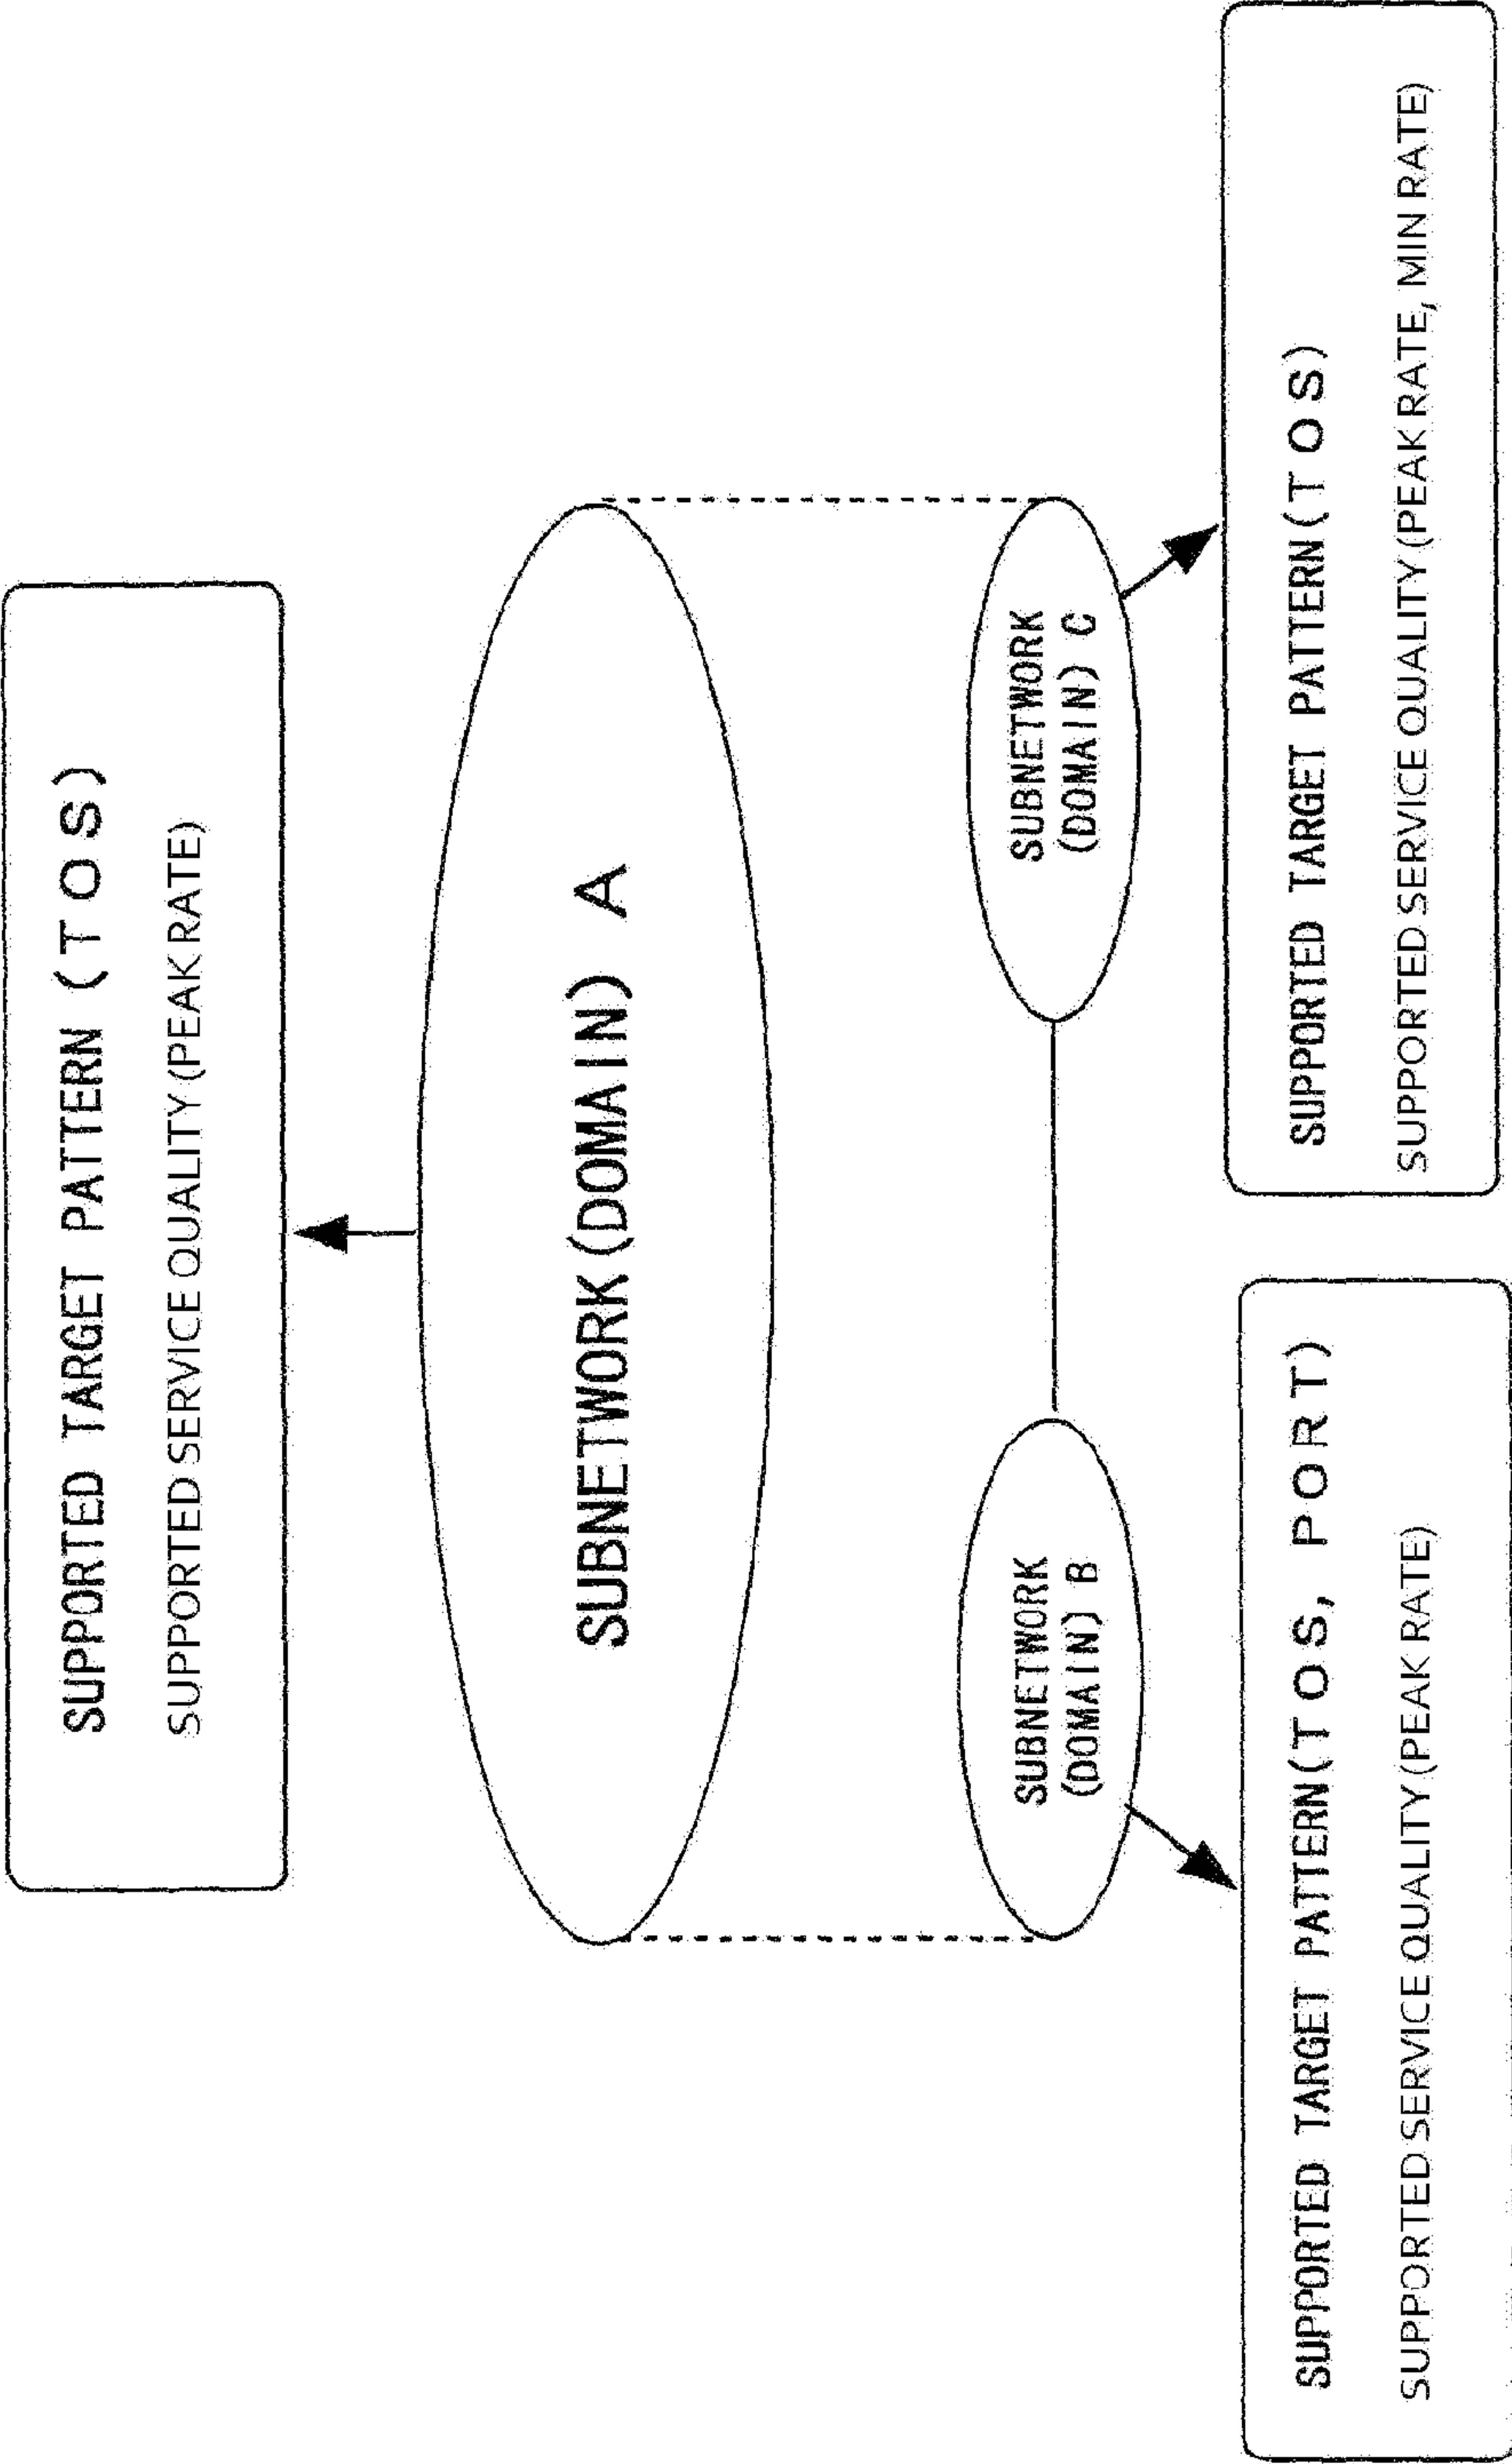 SUPPORTED TARGET PATTERN (TOS)
SUPPORTED SERVICE QUALITY (PEAK RATE)
SUBNETWORK (DOMAIN) A
SUBNETWORK
(DOMAIN) B
SUBNETWORK
(DOMAIN) C
SUPPORTED TARGET PATTERN (TOS, PORT)
SUPPORTED SERVICE QUALITY (PEAK RATE)
SUPPORTED TARGET PATTERN (TOS)
SUPPORTED SERVICE QUALITY (PEAK RATE, MIN RATE)